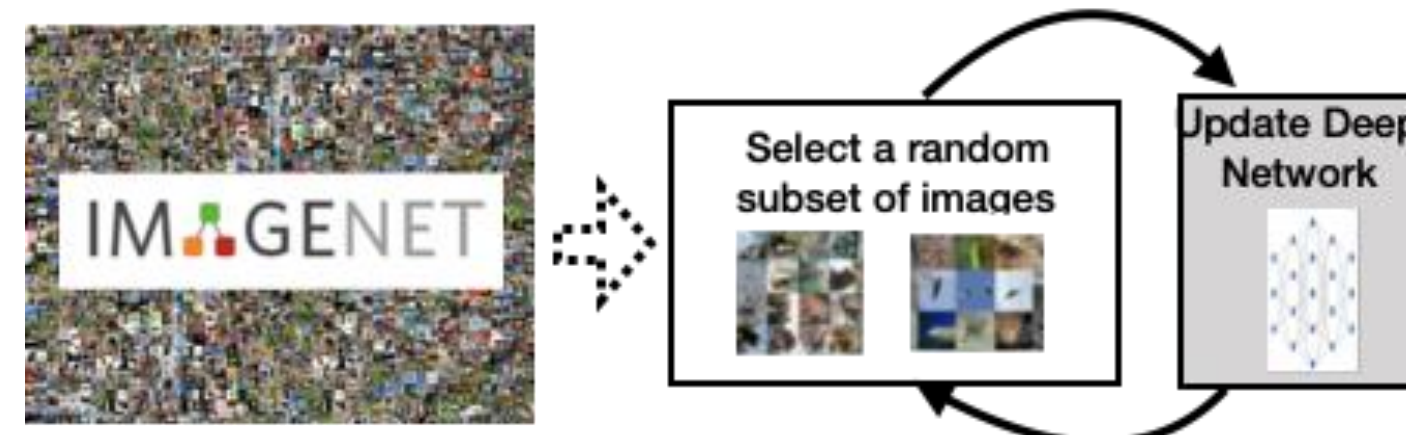 IMAGENET
Select a random
subset of images
Update Deep
Network